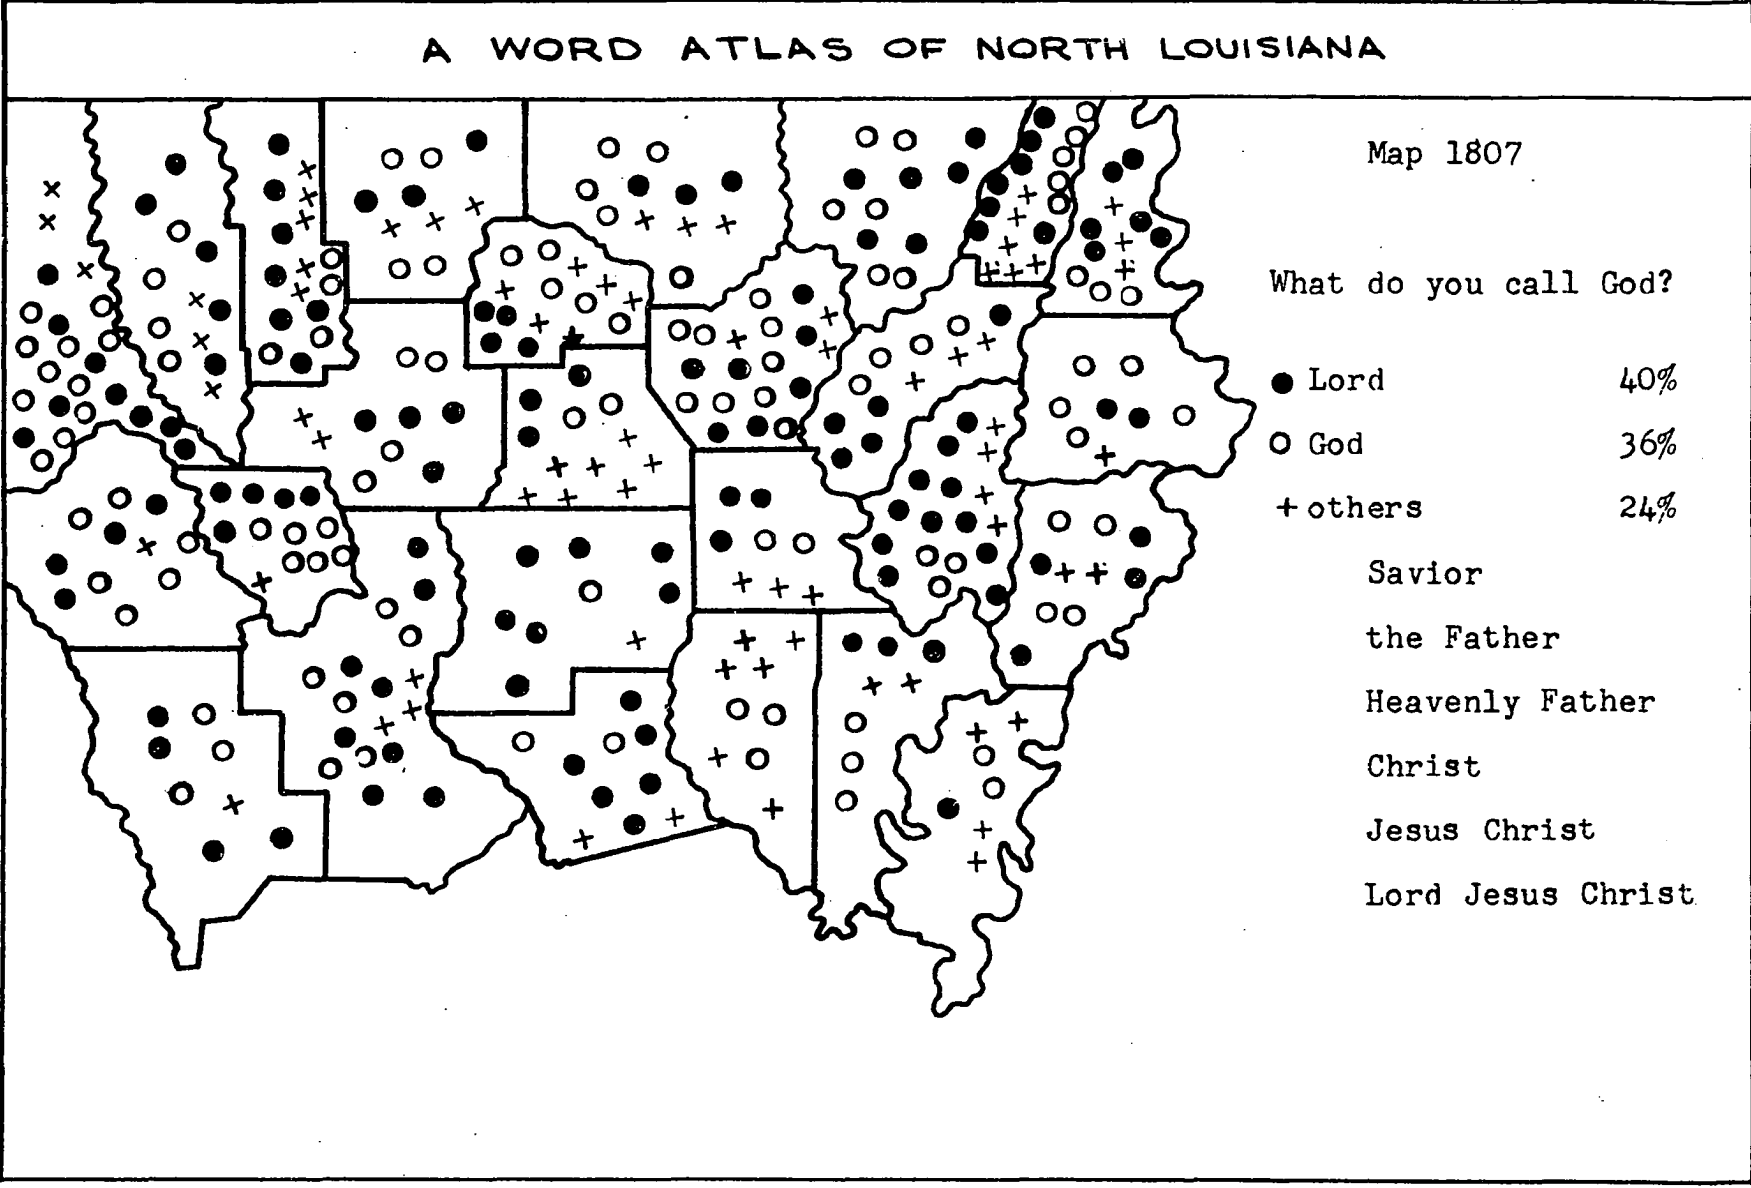 A WORD ATLAS OF NORTH LOUISIANA
Map 1807
What do you call God?
● Lord 40%
○ God 36%
+ others 24%
Savior
the Father
Heavenly Father
Christ
Jesus Christ
Lord Jesus Christ